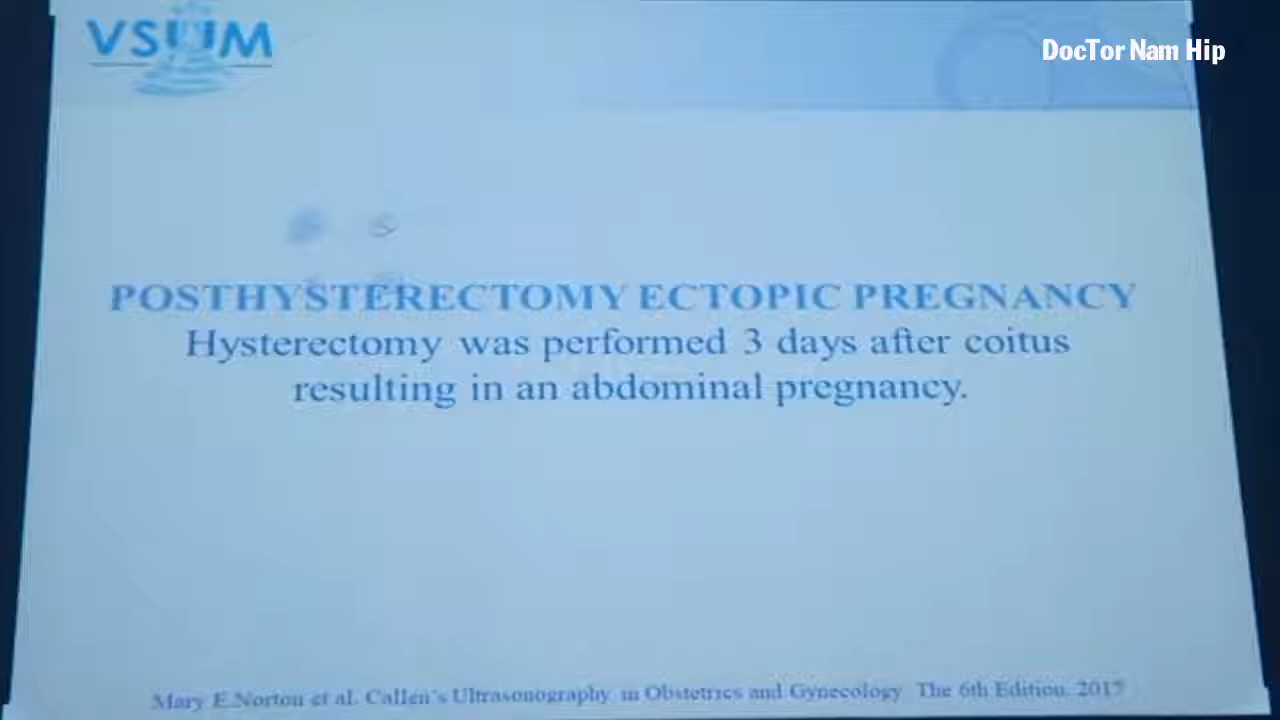 VSUM
DocTor Nam Hip
POSTHYSTERECTOMY ECTOPIC PREGNANCY
Hysterectomy was performed 3 days after coitus
resulting in an abdominal pregnancy.
Mary E.Norton et al. Callen's Ultrasonography in Obstetrics and Gynecology The 6th Edition. 2017